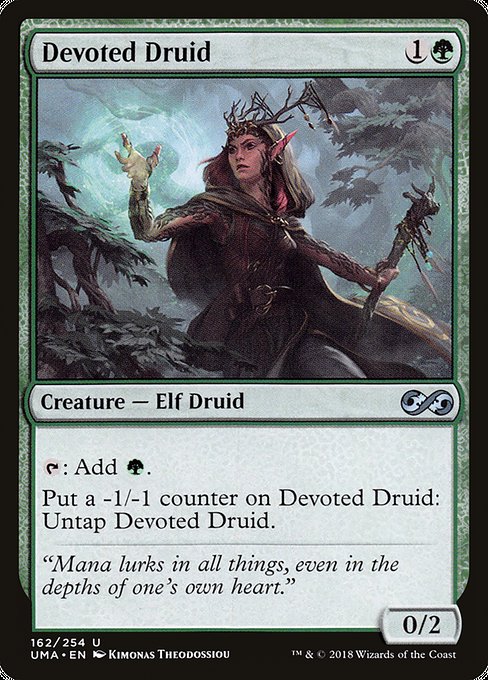 Devoted Druid 1
Creature — Elf Druid
: Add .
Put a -1/-1 counter on Devoted Druid:
Untap Devoted Druid.
“Mana lurks in all things, even in the
depths of one’s own heart.”
0/2
162/254 U
UMA • EN Kimonas Theodossiou
™ & © 2018 Wizards of the Coast